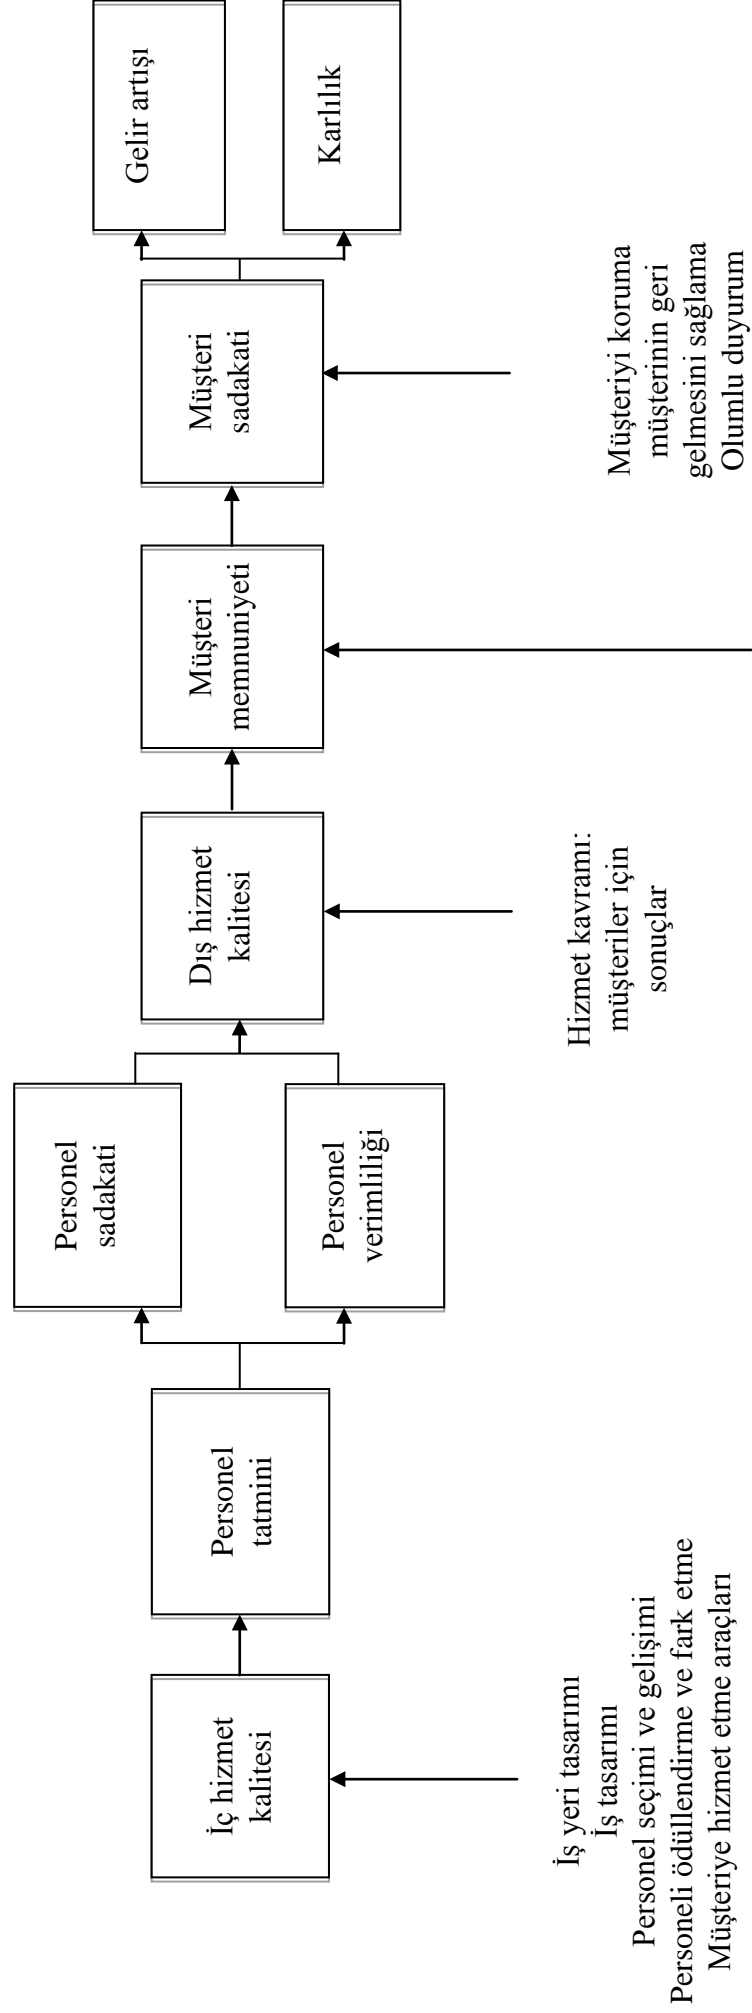 İç hizmet
kalitesi
Personel
tatmini
Personel
sadakati
Personel
verimliliği
Dış hizmet
kalitesi
Müşteri
memnuniyeti
Müşteri
sadakati
Gelir artışı
Karlılık
İş yeri tasarımı
İş tasarımı
Personel seçimi ve gelişimi
Personeli ödüllendirme ve fark etme
Müşteriye hizmet etme araçları
Hizmet kavramı:
müşteriler için
sonuçlar
Müşteriyi koruma
müşterinin geri
gelmesini sağlama
Olumlu duyurum